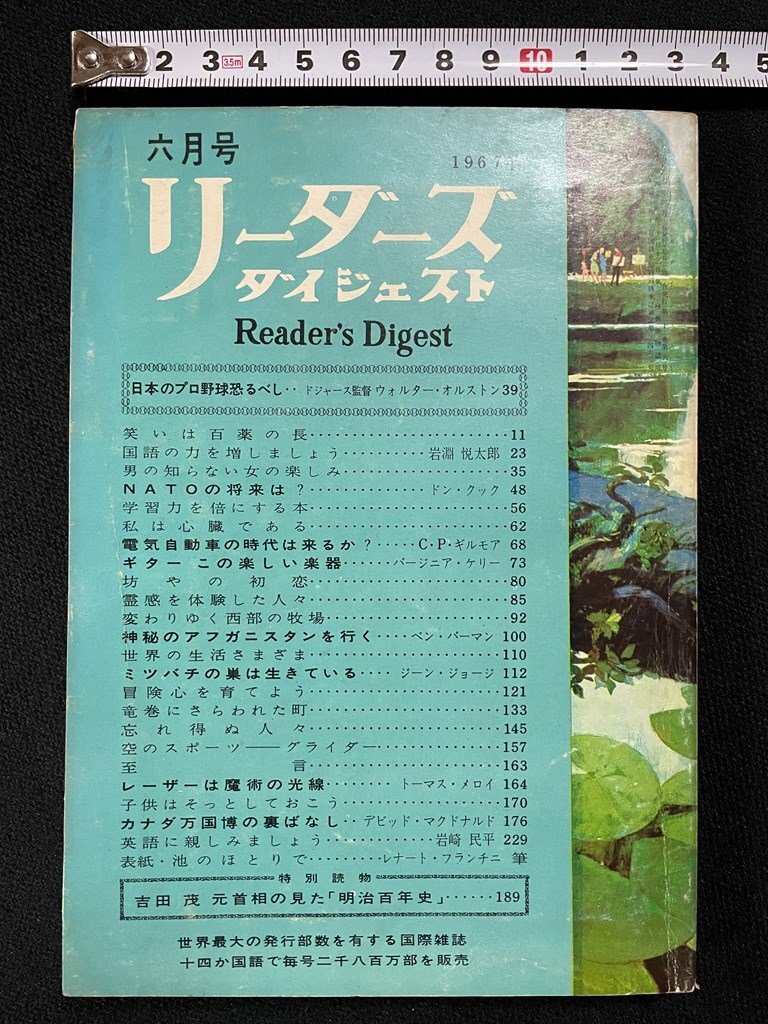 2 3 3.5m 4 5 6 7 8 9 10 1 2 3 4 5
六月号
1967年
リーダーズ
ダイジェスト
Reader's Digest
日本のプロ野球恐るべし‥ ドジャース監督 ウォルター・オルストン 39
笑いは百薬の長……………………… 11
国語の力を増しましょう………… 岩淵 悦太郎 23
男の知らない女の楽しみ……………………… 35
NATOの将来は?……………… ドン・クック 48
学習力を倍にする本……………………… 56
私は心臓である……………………… 62
電気自動車の時代は来るか?…… C・P・ギルモア 68
ギター この楽しい楽器……… バージニア・ケリー 73
坊やの初恋……………………… 80
霊感を体験した人々……………………… 85
変わりゆく西部の牧場……………………… 92
神秘のアフガニスタンを行く…… ベン・バーマン 100
世界の生活さまざま……………………… 110
ミツバチの巣は生きている…… ジーン・ジョージ 112
冒険心を育てよう……………………… 121
竜巻にさらわれた町……………………… 133
忘れ得ぬ人々……………………… 145
空のスポーツ――グライダー……………… 157
至言……………………… 163
レーザーは魔術の光線……… トーマス・メロイ 164
子供はそっとしておこう……………………… 170
カナダ万国博の裏ばなし‥ デビッド・マクドナルド 176
英語に親しみましょう………… 岩崎 民平 229
表紙・池のほとりで……… レナート・フランチニ 筆
特別読物
吉田 茂 元首相の見た「明治百年史」…… 189
世界最大の発行部数を有する国際雑誌
十四か国語で毎号二千八百万部を販売